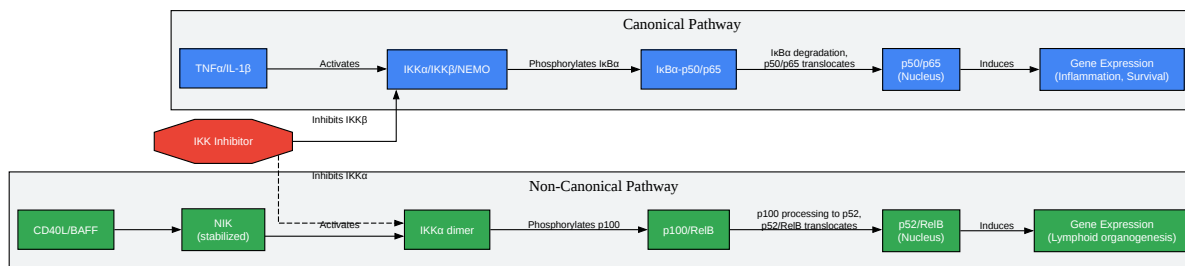 Canonical Pathway
TNFα/IL-1β
Activates
IKKα/IKKβ/NEMO
Phosphorylates IκBα
IκBα-p50/p65
IκBα degradation,
p50/p65 translocates
p50/p65
(Nucleus)
Induces
Gene Expression
(Inflammation, Survival)
Inhibits IKKβ
IKK Inhibitor
Inhibits IKKα
Non-Canonical Pathway
CD40L/BAFF
NIK
(stabilized)
Activates
IKKα dimer
Phosphorylates p100
p100/RelB
p100 processing to p52,
p52/RelB translocates
p52/RelB
(Nucleus)
Induces
Gene Expression
(Lymphoid organogenesis)